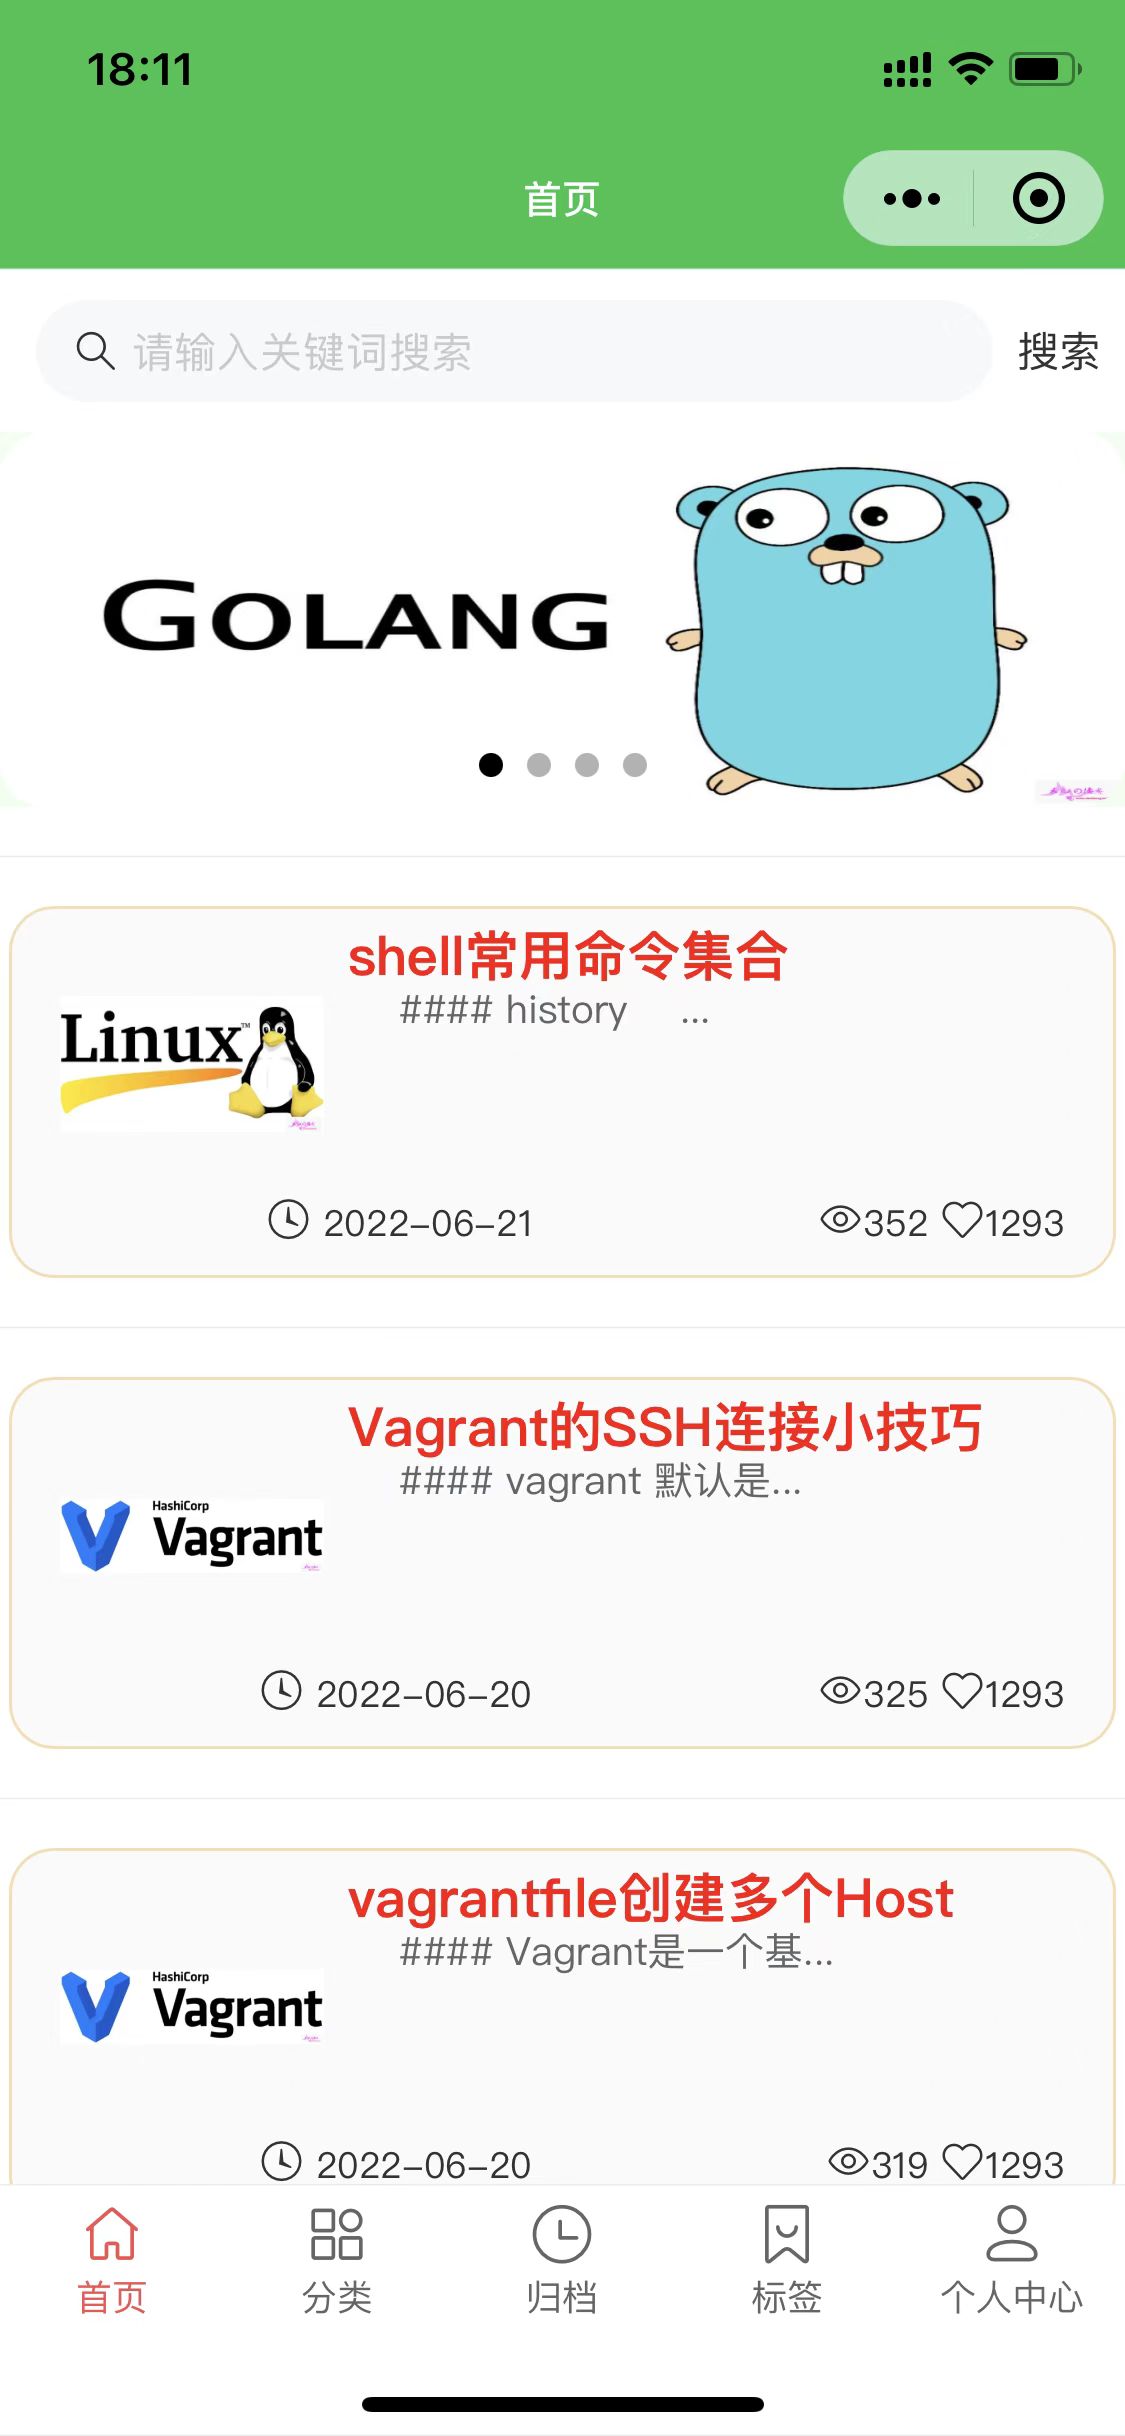 18:11
首页
请输入关键词搜索
搜索
GOLANG
shell常用命令集合
#### history ...
Linux™
2022-06-21
352
1293
Vagrant的SSH连接小技巧
#### vagrant 默认是...
HashiCorp
Vagrant
2022-06-20
325
1293
vagrantfile创建多个Host
#### Vagrant是一个基...
HashiCorp
Vagrant
2022-06-20
319
1293
首页
分类
归档
标签
个人中心